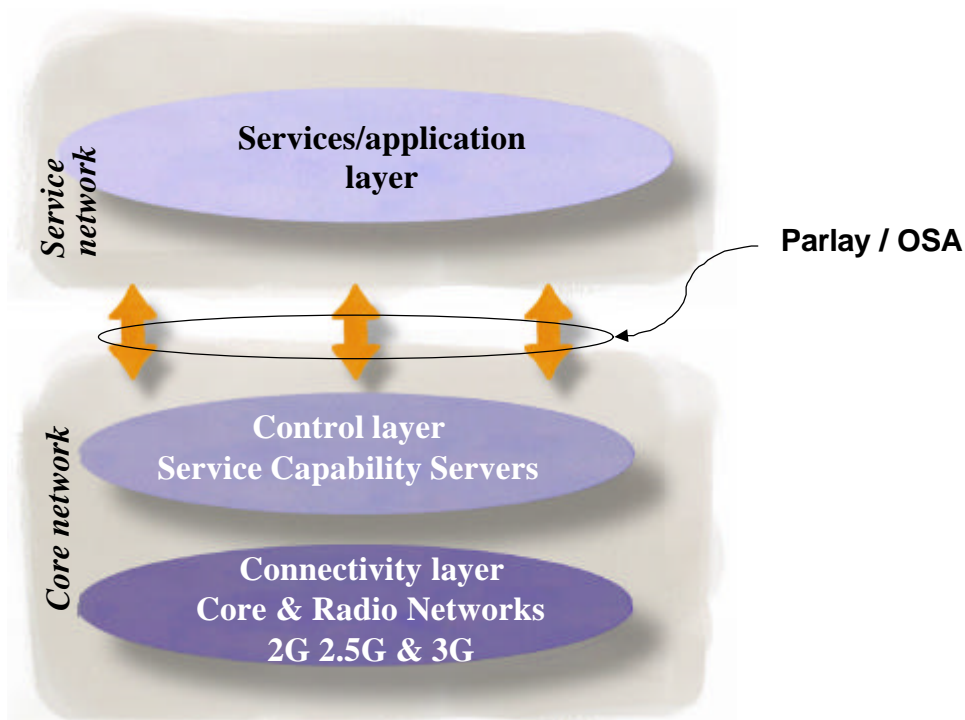 Services/application
layer
Service
network
Parlay / OSA
Control layer
Service Capability Servers
Core network
Connectivity layer
Core & Radio Networks
2G 2.5G & 3G